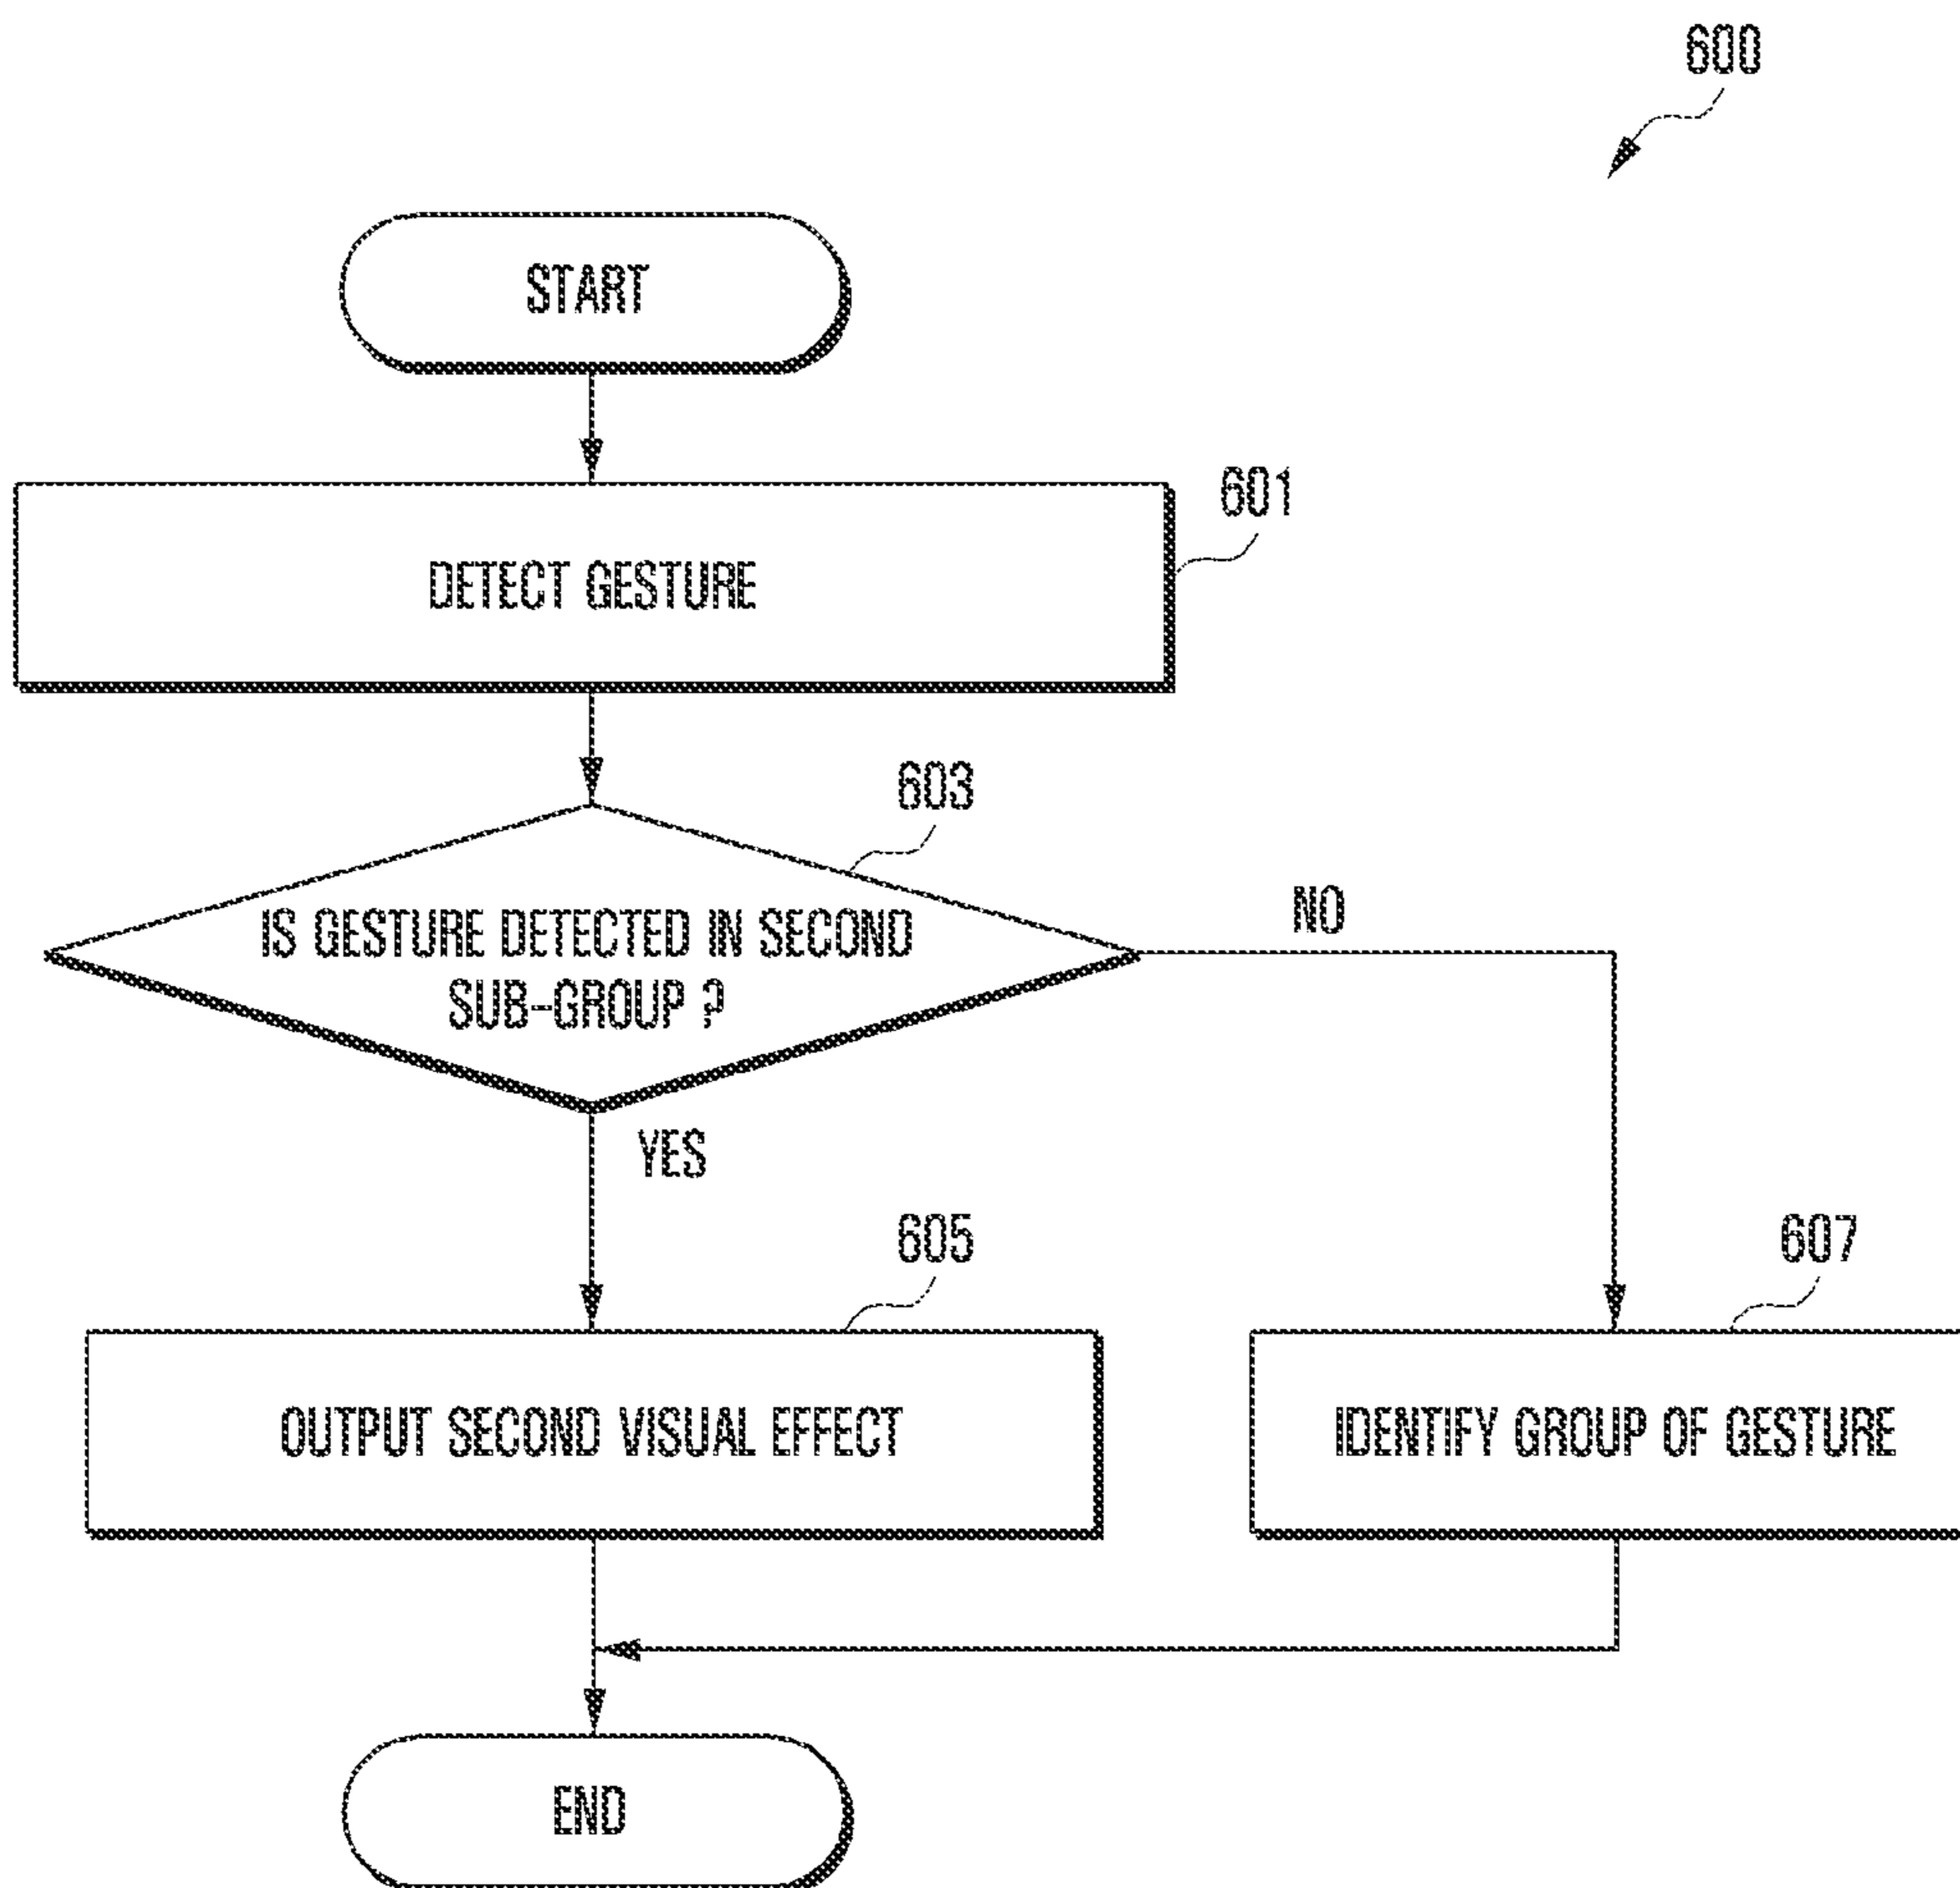 600
START
601
DETECT GESTURE
603
IS GESTURE DETECTED IN SECOND
SUB-GROUP ?
NO
YES
605
607
OUTPUT SECOND VISUAL EFFECT
IDENTIFY GROUP OF GESTURE
END